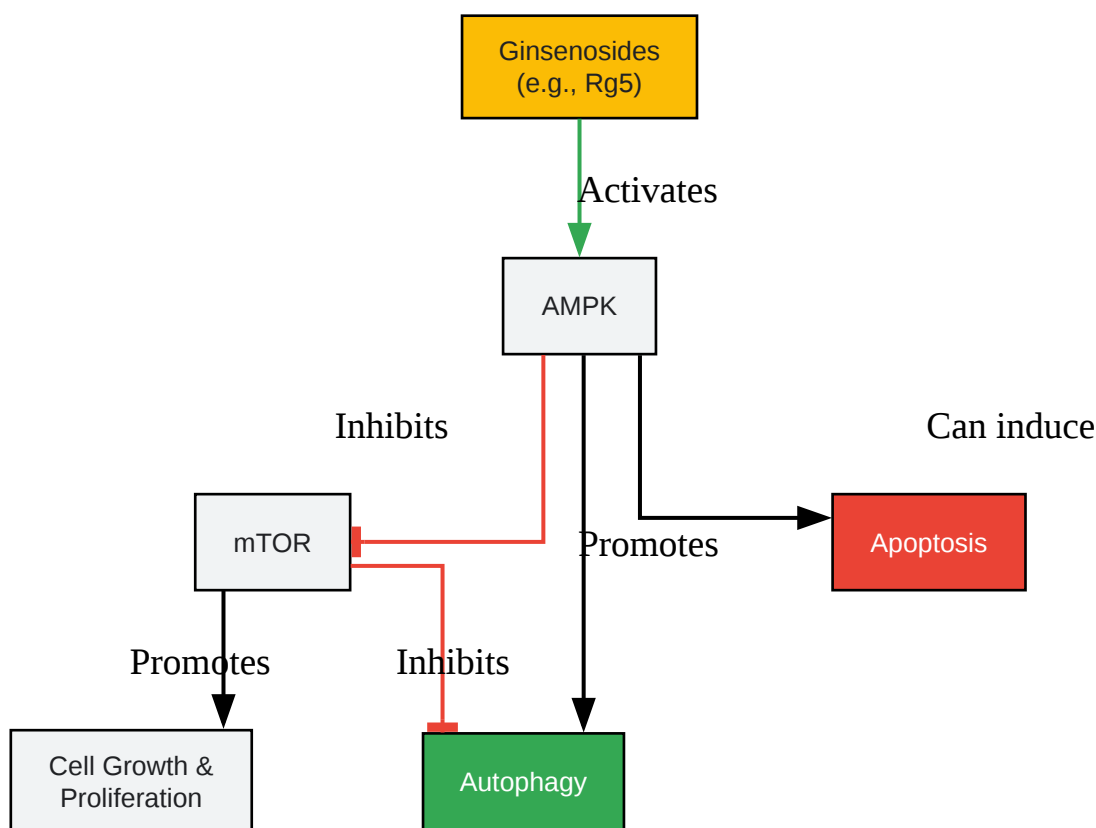 Ginsenosides
(e.g., Rg5)
Activates
AMPK
Inhibits
Can induce
mTOR
Promotes
Apoptosis
Promotes
Inhibits
Cell Growth &
Proliferation
Autophagy